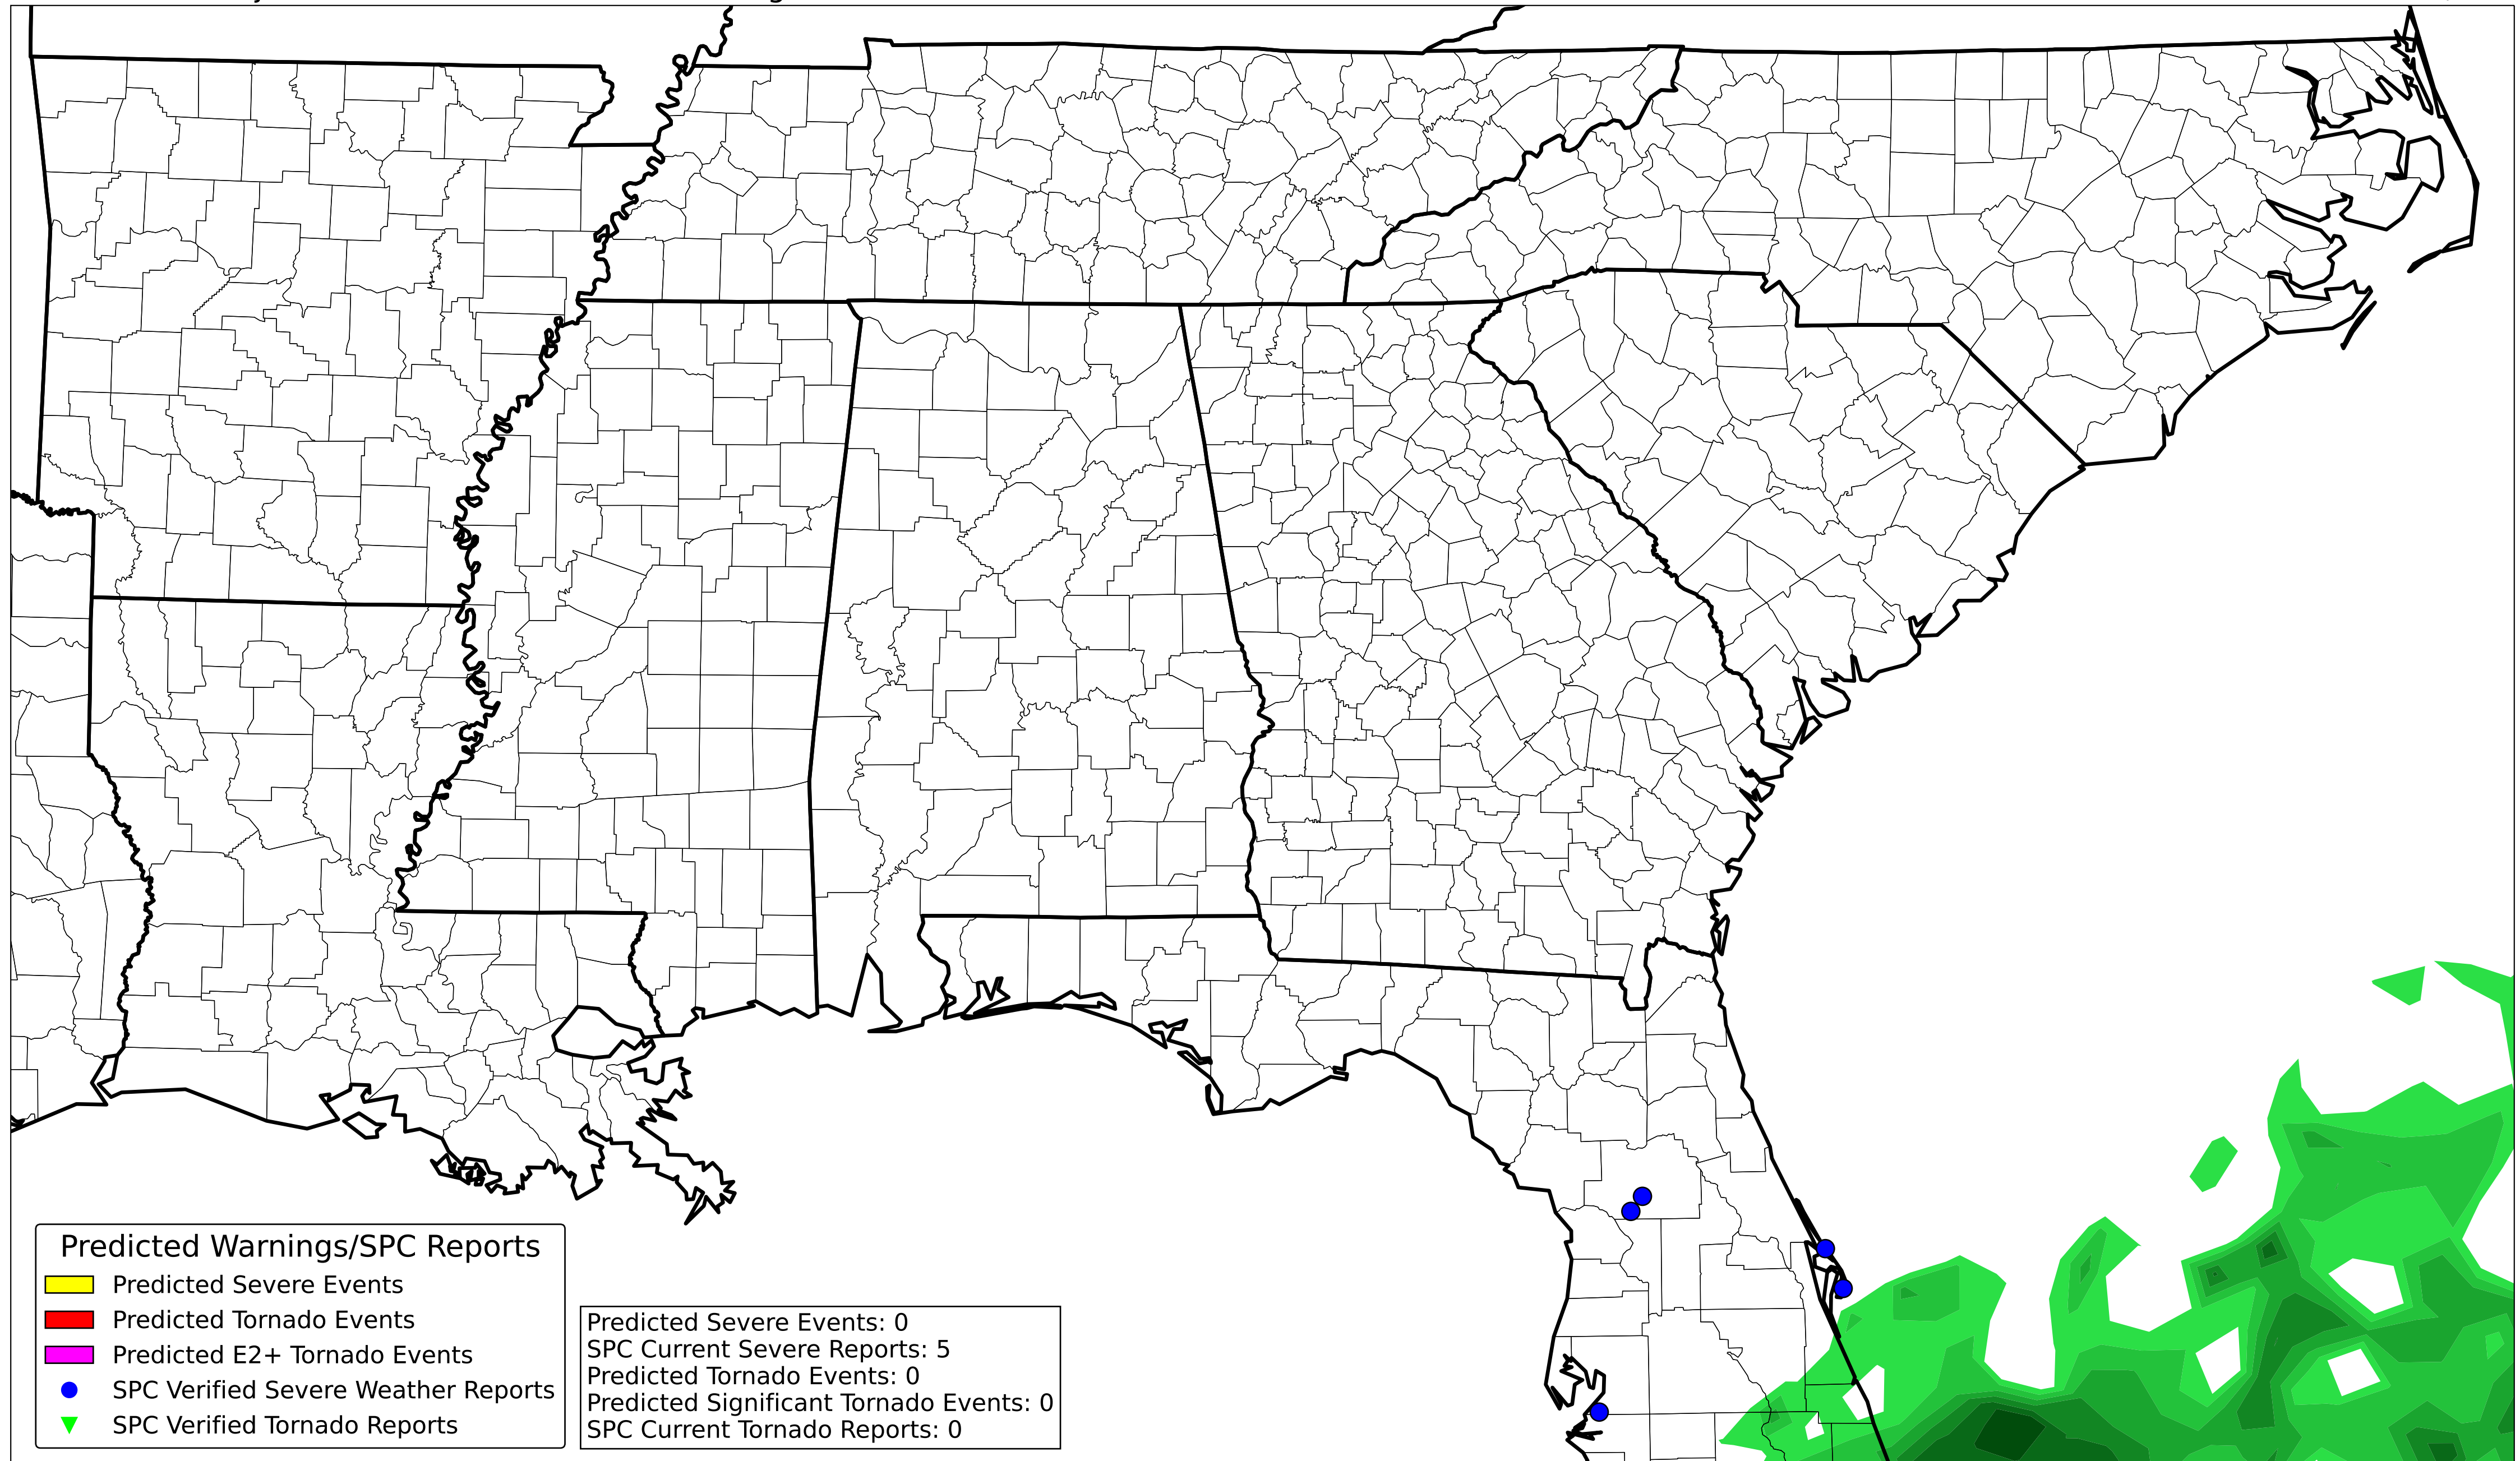 Predicted Warnings/SPC Reports
Predicted Severe Events
Predicted Tornado Events
Predicted E2+ Tornado Events
SPC Verified Severe Weather Reports
SPC Verified Tornado Reports
Predicted Severe Events: 0
SPC Current Severe Reports: 5
Predicted Tornado Events: 0
Predicted Significant Tornado Events: 0
SPC Current Tornado Reports: 0